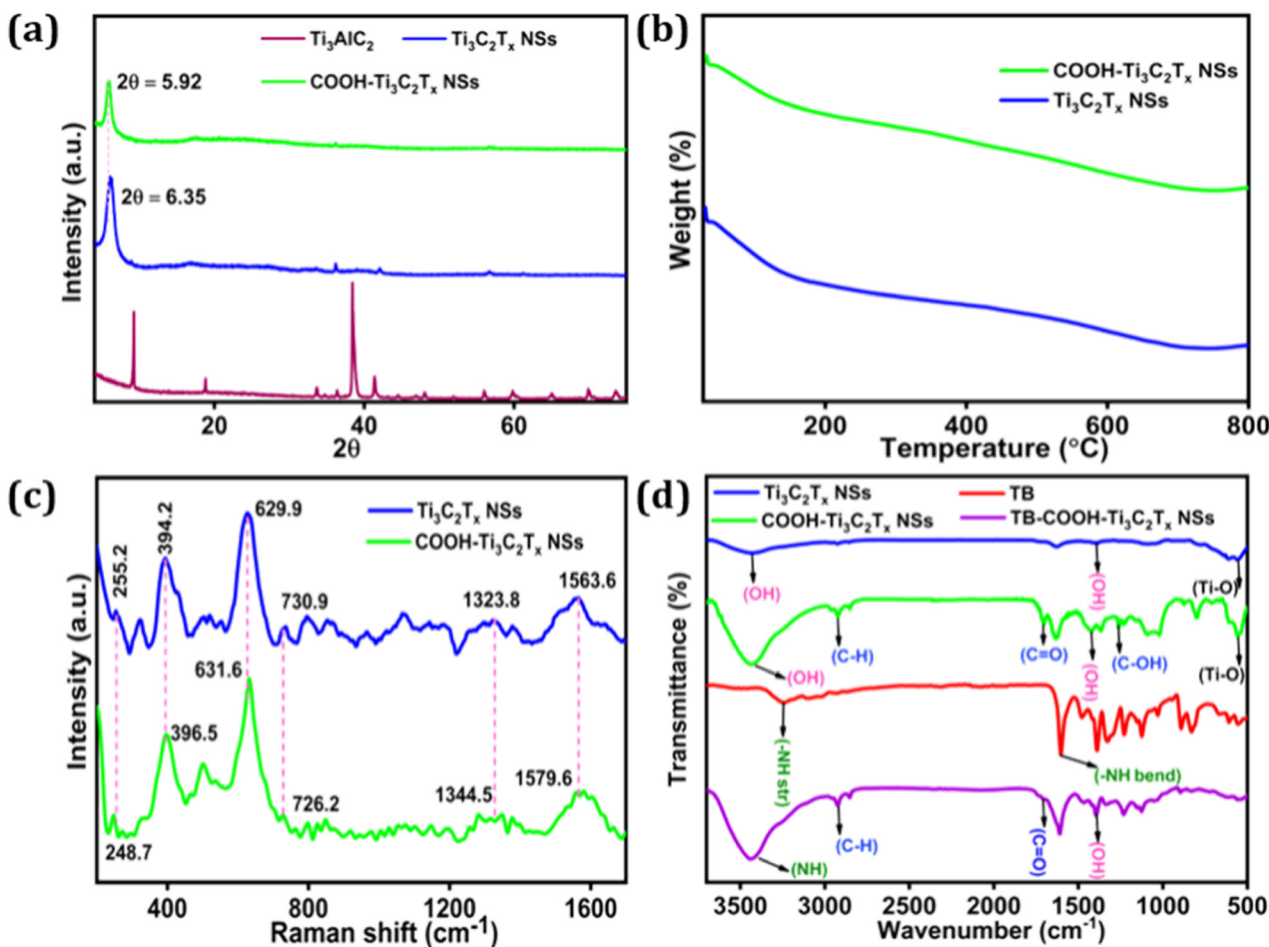 (a)
Ti₃AlC₂
Ti₃C₂Tₓ NSs
COOH-Ti₃C₂Tₓ NSs
2θ = 5.92
2θ = 6.35
Intensity (a.u.)
20
40
60
2θ
(b)
COOH-Ti₃C₂Tₓ NSs
Ti₃C₂Tₓ NSs
Weight (%)
200
400
600
800
Temperature (°C)
(c)
Ti₃C₂Tₓ NSs
COOH-Ti₃C₂Tₓ NSs
255.2
394.2
629.9
730.9
1323.8
1563.6
631.6
396.5
248.7
726.2
1344.5
1579.6
Intensity (a.u.)
400
800
1200
1600
Raman shift (cm⁻¹)
(d)
Ti₃C₂Tₓ NSs
TB
COOH-Ti₃C₂Tₓ NSs
TB-COOH-Ti₃C₂Tₓ NSs
(OH)
(OH)
(Ti-O)
(OH)
(C-H)
(C=O)
(OH)
(C-OH)
(Ti-O)
(-NH str)
(-NH bend)
(NH)
(C-H)
(C=O)
(OH)
Transmittance (%)
3500
3000
2500
2000
1500
1000
500
Wavenumber (cm⁻¹)